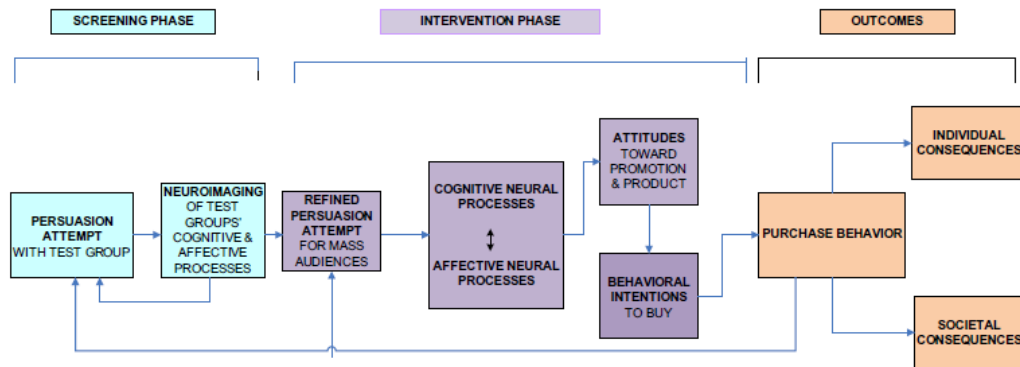 SCREENING PHASE
INTERVENTION PHASE
OUTCOMES
PERSUASION
ATTEMPT
WITH TEST GROUP
NEUROIMAGING
OF TEST
GROUPS'
COGNITIVE &
AFFECTIVE
PROCESSES
REFINED
PERSUASION
ATTEMPT
FOR MASS
AUDIENCES
COGNITIVE NEURAL
PROCESSES
AFFECTIVE NEURAL
PROCESSES
ATTITUDES
TOWARD
PROMOTION
& PRODUCT
BEHAVIORAL
INTENTIONS
TO BUY
PURCHASE BEHAVIOR
INDIVIDUAL
CONSEQUENCES
SOCIETAL
CONSEQUENCES